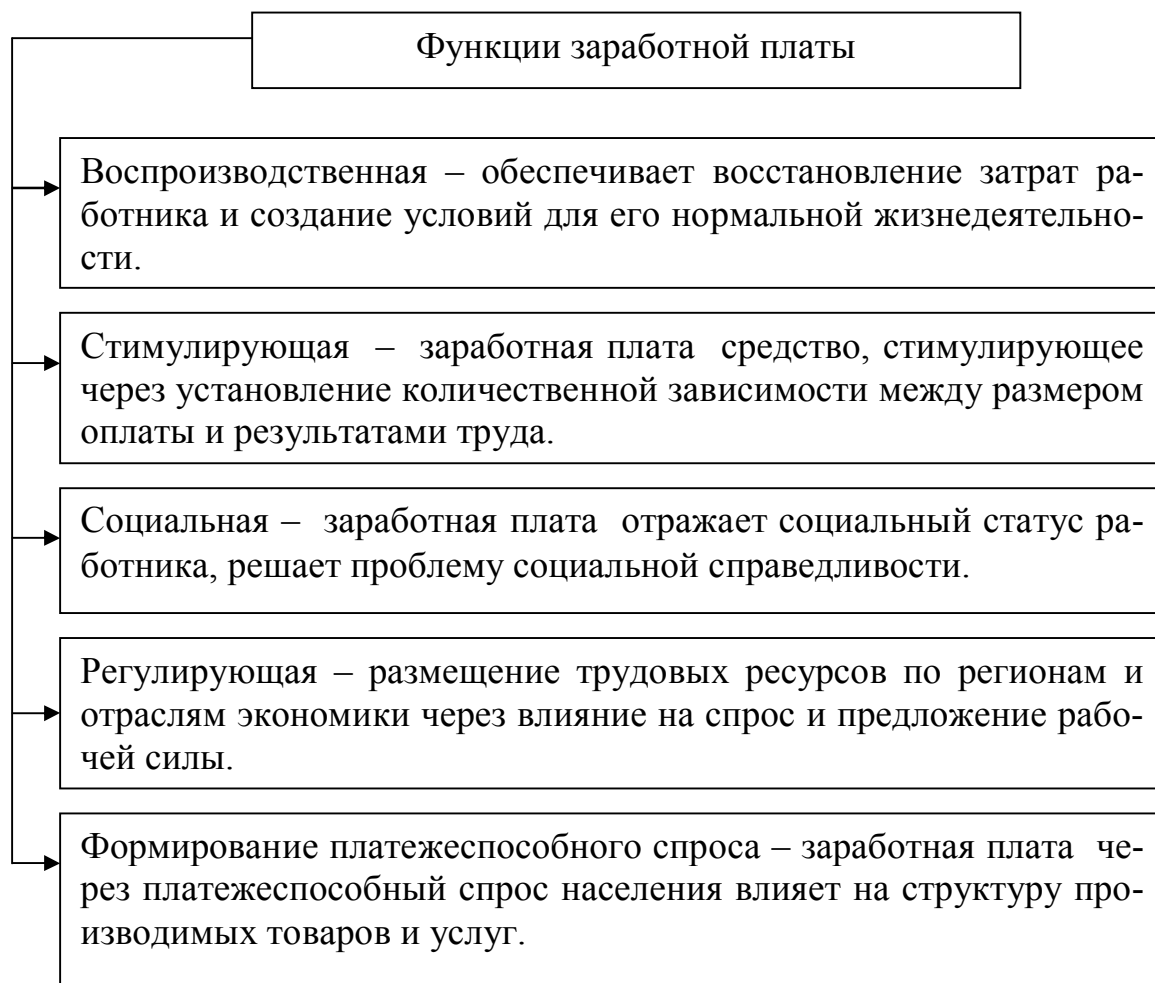 Функции заработной платы
Воспроизводственная – обеспечивает восстановление затрат ра-
ботника и создание условий для его нормальной жизнедеятельно-
сти.
Стимулирующая – заработная плата средство, стимулирующее
через установление количественной зависимости между размером
оплаты и результатами труда.
Социальная – заработная плата отражает социальный статус ра-
ботника, решает проблему социальной справедливости.
Регулирующая – размещение трудовых ресурсов по регионам и
отраслям экономики через влияние на спрос и предложение рабо-
чей силы.
Формирование платежеспособного спроса – заработная плата че-
рез платежеспособный спрос населения влияет на структуру про-
изводимых товаров и услуг.